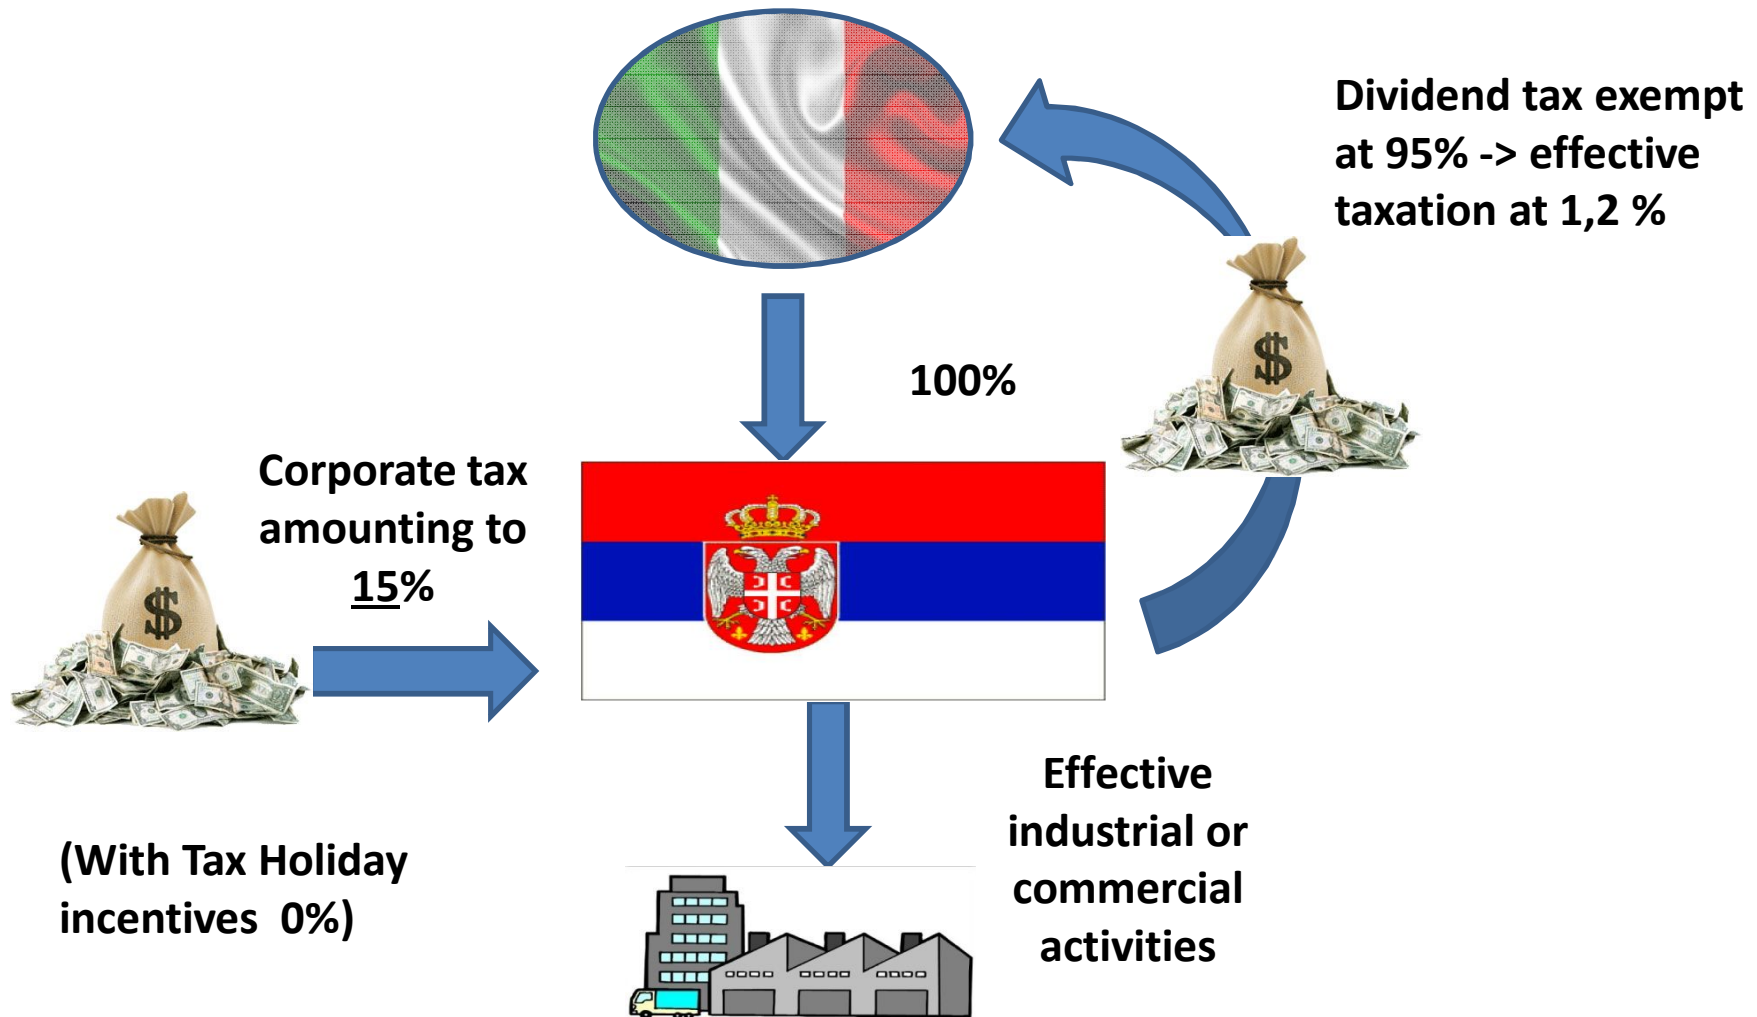 Dividend tax exempt
at 95% -> effective
taxation at 1,2 %
100%
Corporate tax
amounting to
15%
$
$
Effective
industrial or
commercial
activities
(With Tax Holiday
incentives  0%)